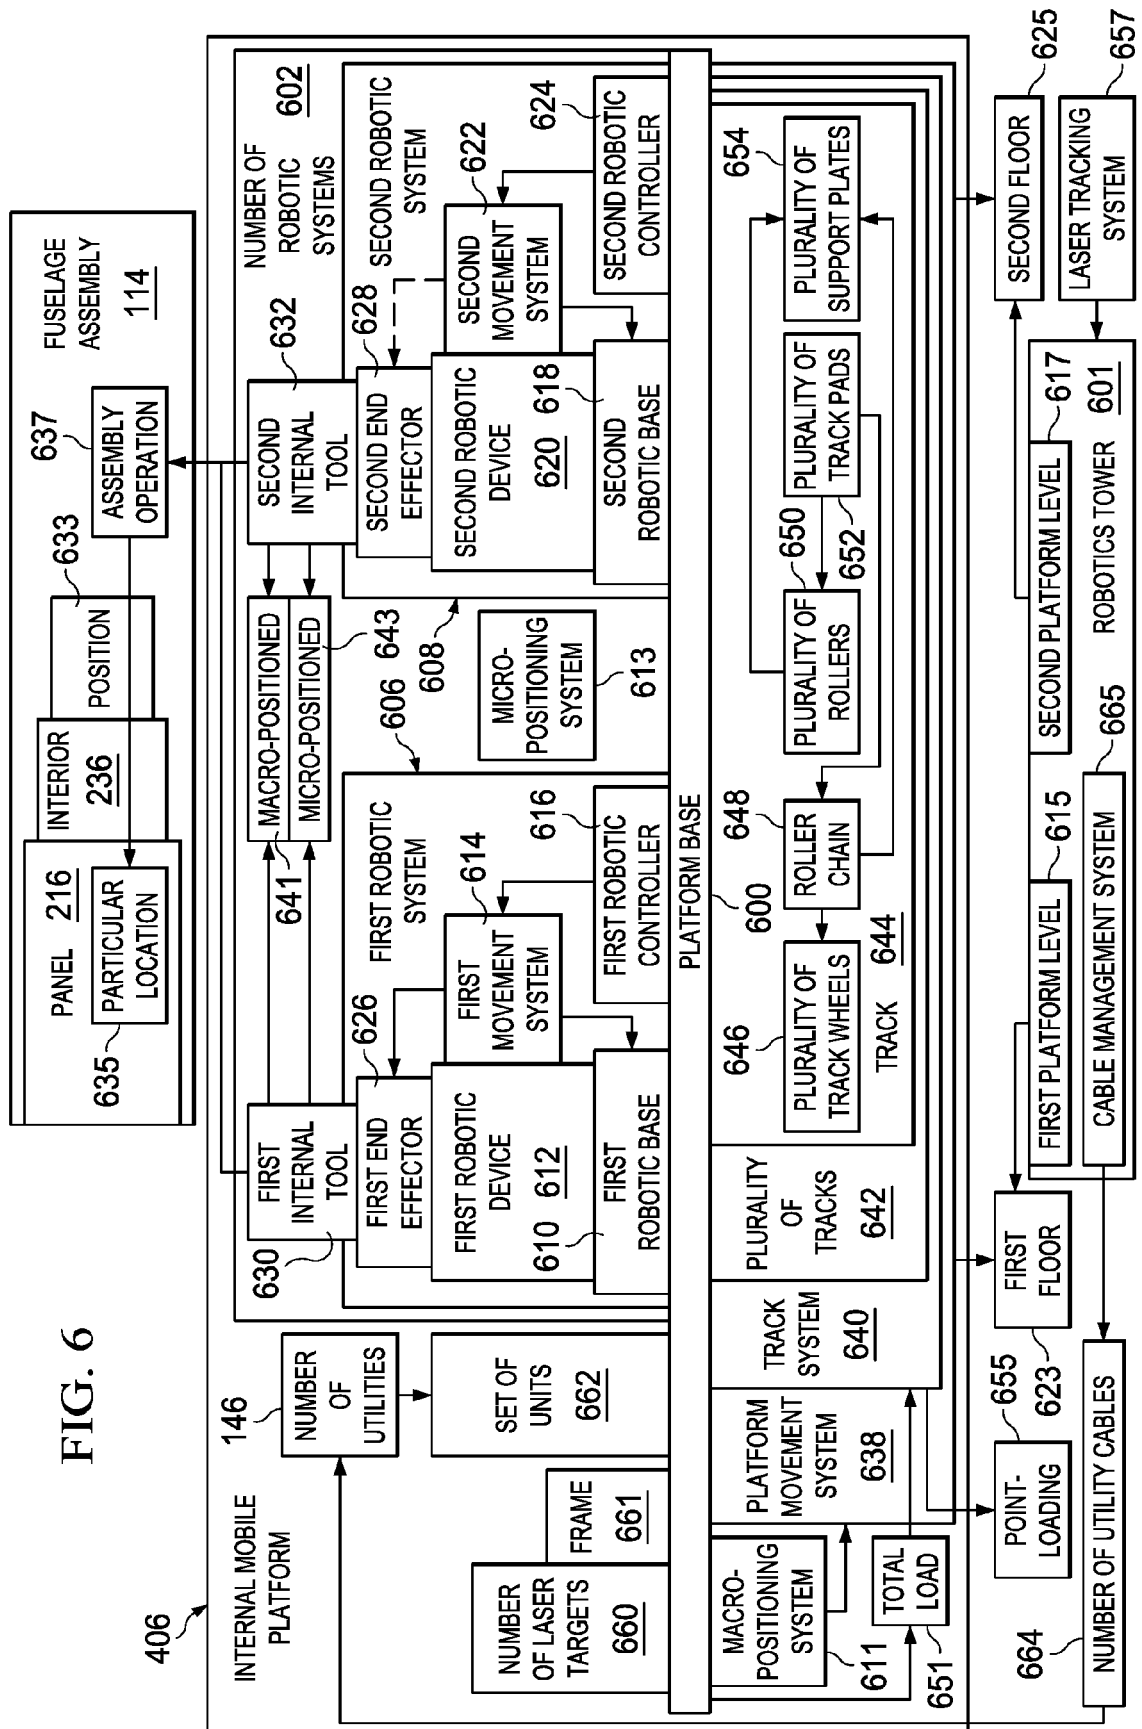 FIG. 6
406
INTERNAL MOBILE
PLATFORM
FUSELAGE
ASSEMBLY
114
PANEL
216
PARTICULAR
LOCATION
635
INTERIOR
236
POSITION
633
ASSEMBLY
OPERATION
637
NUMBER OF
ROBOTIC
SYSTEMS
602
146
NUMBER
OF
UTILITIES
SET OF
UNITS
662
FRAME
661
NUMBER
OF LASER
TARGETS
660
FIRST
INTERNAL
TOOL
630
FIRST END
EFFECTOR
626
FIRST ROBOTIC
DEVICE
612
610
FIRST
ROBOTIC BASE
FIRST ROBOTIC
SYSTEM
614
FIRST
MOVEMENT
SYSTEM
616
FIRST ROBOTIC
CONTROLLER
606
MACRO-POSITIONED
MICRO-POSITIONED
641
643
608
MICRO-
POSITIONING
SYSTEM
613
SECOND
INTERNAL
TOOL
632
SECOND END
EFFECTOR
628
SECOND ROBOTIC
DEVICE
620
618
SECOND
ROBOTIC BASE
SECOND ROBOTIC
SYSTEM
622
SECOND
MOVEMENT
SYSTEM
624
SECOND ROBOTIC
CONTROLLER
PLATFORM BASE
600
MACRO-
POSITIONING
SYSTEM
611
TOTAL
LOAD
651
PLATFORM
MOVEMENT
SYSTEM
638
TRACK
SYSTEM
640
PLURALITY
OF
TRACKS
642
646
PLURALITY OF
TRACK WHEELS
TRACK
644
648
ROLLER
CHAIN
650
PLURALITY OF
ROLLERS
PLURALITY OF
TRACK PADS
652
654
PLURALITY OF
SUPPORT PLATES
POINT-
LOADING
655
FIRST
FLOOR
623
SECOND FLOOR
625
LASER TRACKING
SYSTEM
657
FIRST PLATFORM LEVEL
615
SECOND PLATFORM LEVEL
617
601
ROBOTICS TOWER
CABLE MANAGEMENT SYSTEM
665
664
NUMBER OF UTILITY CABLES